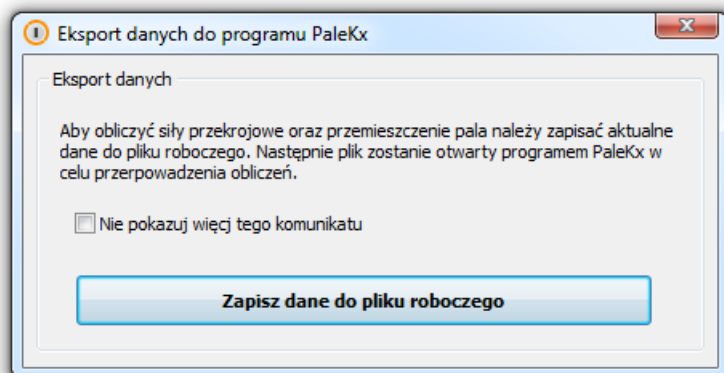 Eksport danych do programu PaleKx
Eksport danych
Aby obliczyć siły przekrojowe oraz przemieszczenie pala należy zapisać aktualne
dane do pliku roboczego. Następnie plik zostanie otwarty programem PaleKx w
celu przerpowadzenia obliczeń.
Nie pokazuj więcj tego komunikatu
Zapisz dane do pliku roboczego